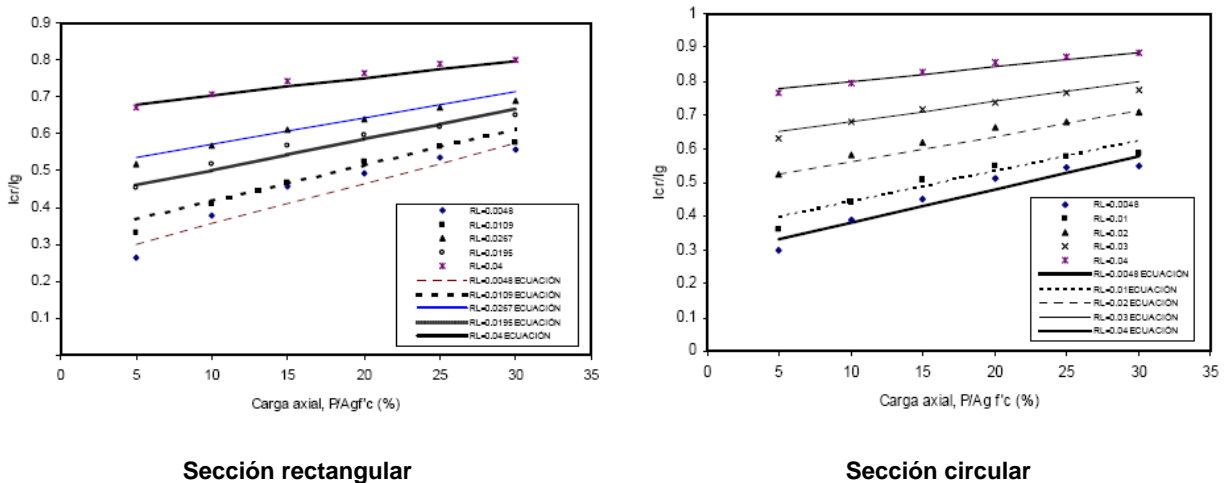 0.9
0.8
0.7
0.6
0.5
0.4
0.3
0.2
0.1
Icr/Ig
0 5 10 15 20 25 30 35
Carga axial, P/Agf'c (%)
RL=0.0048
RL=0.0109
RL=0.0267
RL=0.0195
RL=0.04
RL=0.0048 ECUACIÓN
RL=0.0109 ECUACIÓN
RL=0.0267 ECUACIÓN
RL=0.0195 ECUACIÓN
RL=0.04 ECUACIÓN
Sección rectangular
1
0.9
0.8
0.7
0.6
0.5
0.4
0.3
0.2
0.1
0
Icr/Ig
0 5 10 15 20 25 30 35
Carga axial, P/Ag f'c (%)
RL=0.0048
RL=0.01
RL=0.02
RL=0.03
RL=0.04
RL=0.0048 ECUACIÓN
RL=0.01 ECUACIÓN
RL=0.02 ECUACIÓN
RL=0.03 ECUACIÓN
RL=0.04 ECUACIÓN
Sección circular